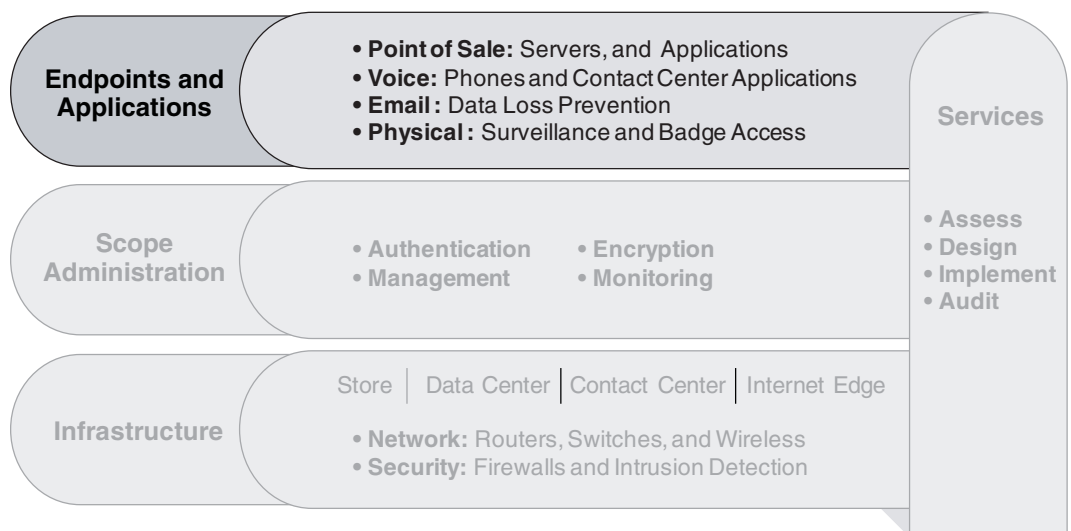 Endpoints and
Applications
• Point of Sale: Servers, and Applications
• Voice: Phones and Contact Center Applications
• Email: Data Loss Prevention
• Physical: Surveillance and Badge Access
Services
• Assess
• Design
• Implement
• Audit
Scope
Administration
• Authentication
• Management
• Encryption
• Monitoring
Infrastructure
Store | Data Center | Contact Center | Internet Edge
• Network: Routers, Switches, and Wireless
• Security: Firewalls and Intrusion Detection